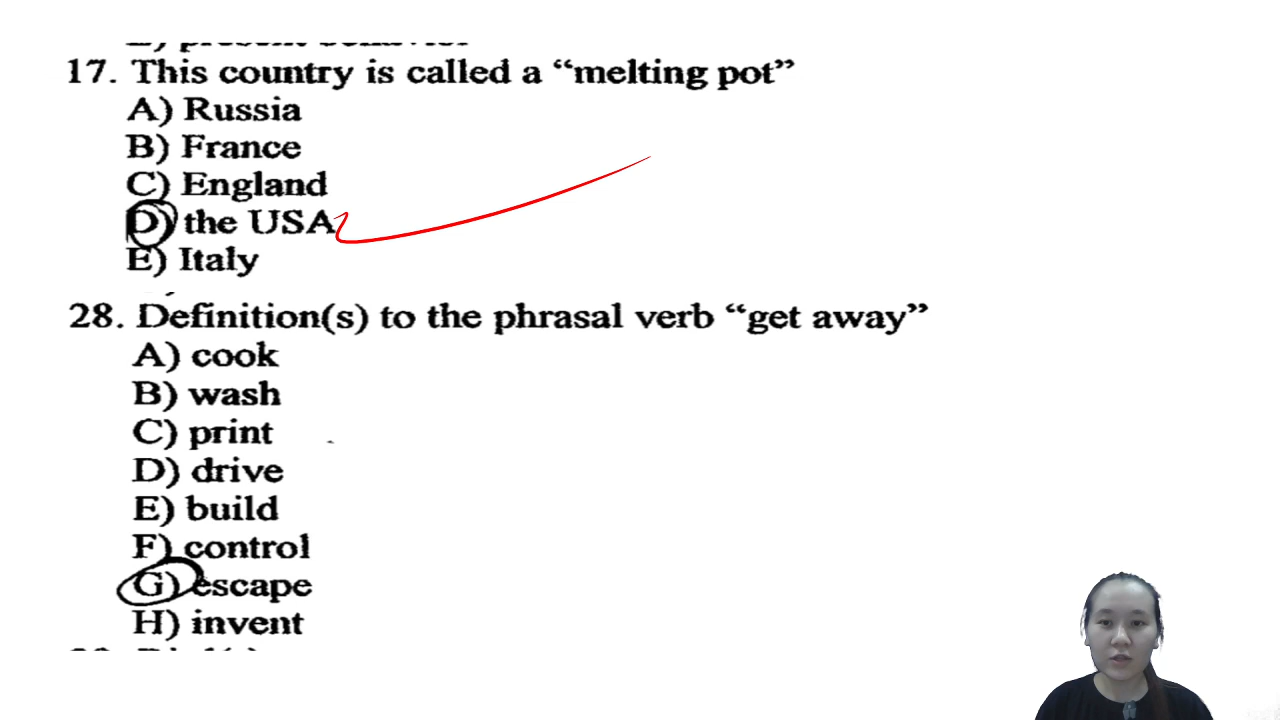 17. This country is called a “melting pot”
A) Russia
B) France
C) England
D) the USA
E) Italy
28. Definition(s) to the phrasal verb “get away”
A) cook
B) wash
C) print
D) drive
E) build
F) control
G) escape
H) invent